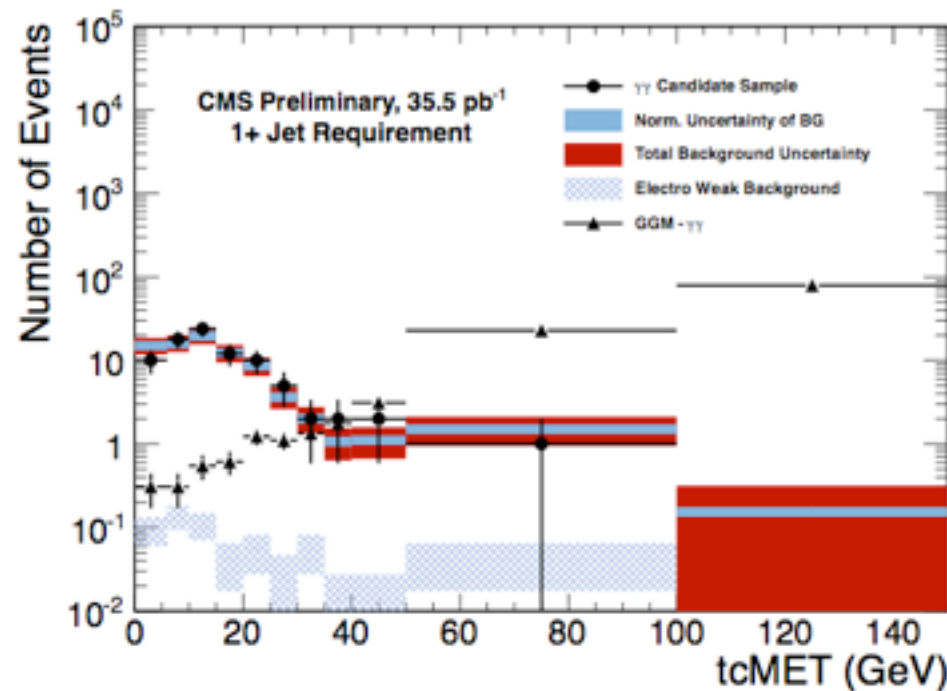 Number of Events
10⁵
10⁴
10³
10²
10
1
10⁻¹
10⁻²
CMS Preliminary, 35.5 pb⁻¹
1+ Jet Requirement
γγ Candidate Sample
Norm. Uncertainty of BG
Total Background Uncertainty
Electro Weak Background
GGM - γγ
0 20 40 60 80 100 120 140
tcMET (GeV)